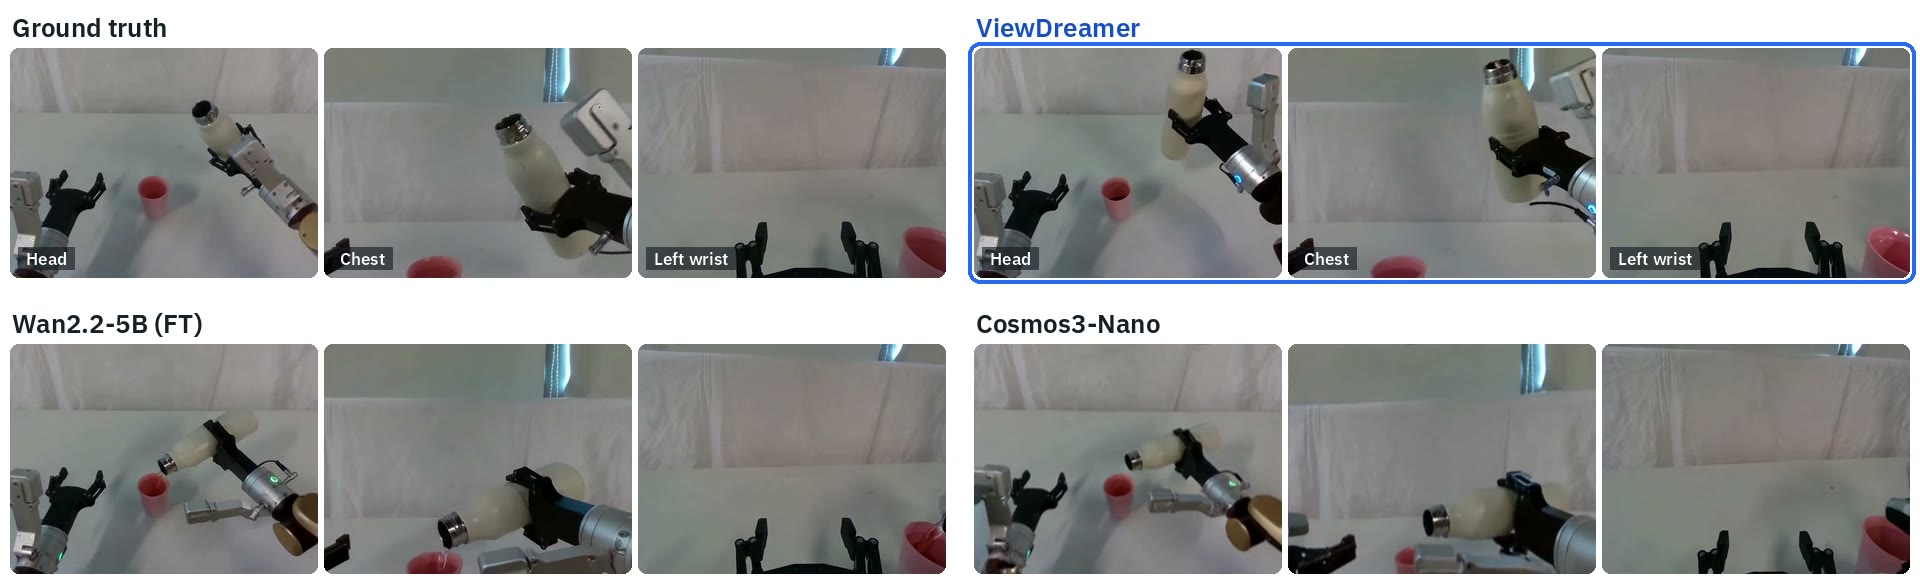 Ground truth
ViewDreamer
Head
Chest
Left wrist
Head
Chest
Left wrist
Wan2.2-5B (FT)
Cosmos3-Nano